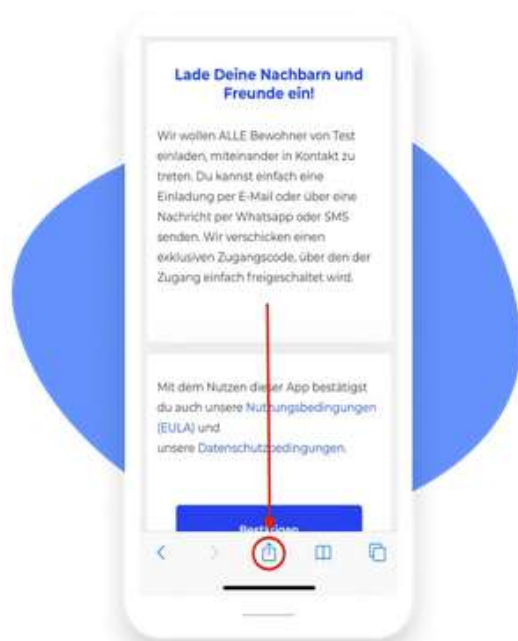 Lade Deine Nachbarn und
Freunde ein!
Wir wollen ALLE Bewohner von Test
einladen, miteinander in Kontakt zu
treten. Du kannst einfach eine
Einladung per E-Mail oder über eine
Nachricht per Whatsapp oder SMS
senden. Wir verschicken einen
exklusiven Zugangscode, über den der
Zugang einfach freigeschaltet wird.
Mit dem Nutzen dieser App bestätigst
du auch unsere Nutzungsbedingungen
(EULA) und
unsere Datenschutzbedingungen.
Bestätigen